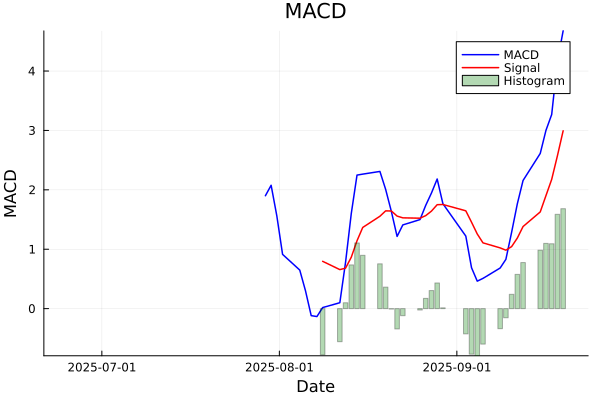 MACD
MACD
Signal
Histogram
4
3
2
1
0
MACD
2025-07-01
2025-08-01
2025-09-01
Date